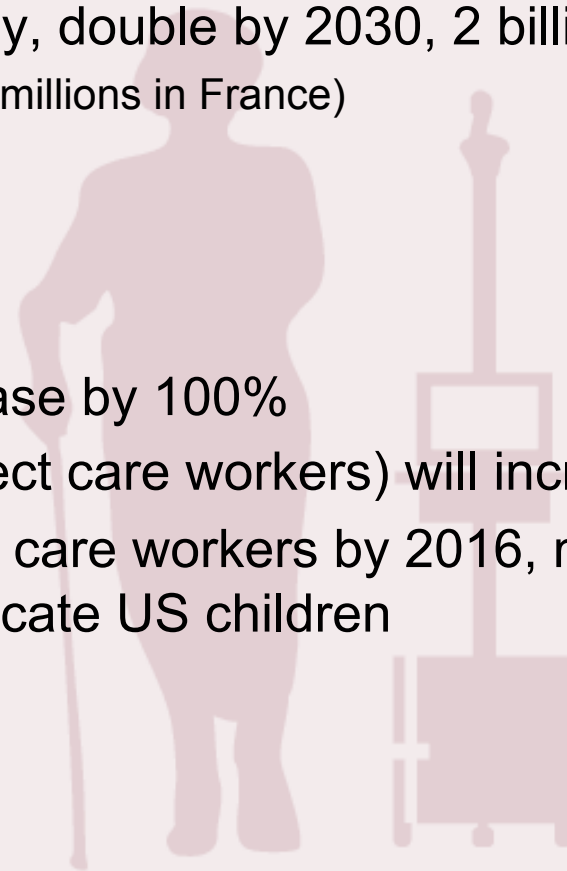 y, double by 2030, 2 billi
millions in France)
ase by 100%
ect care workers) will incr
care workers by 2016, n
cate US children